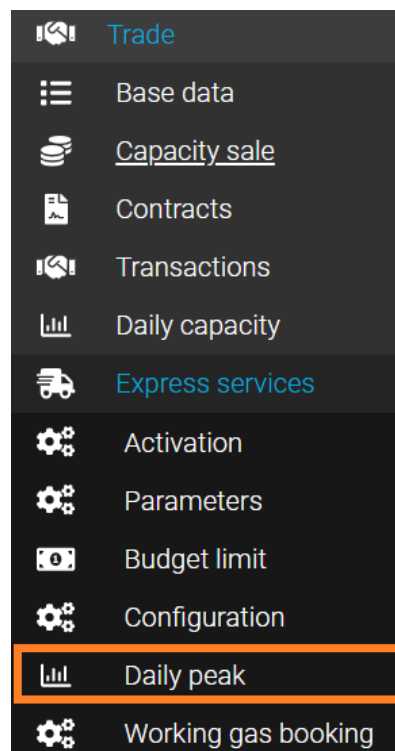 Trade
Base data
Capacity sale
Contracts
Transactions
Daily capacity
Express services
Activation
Parameters
Budget limit
Configuration
Daily peak
Working gas booking